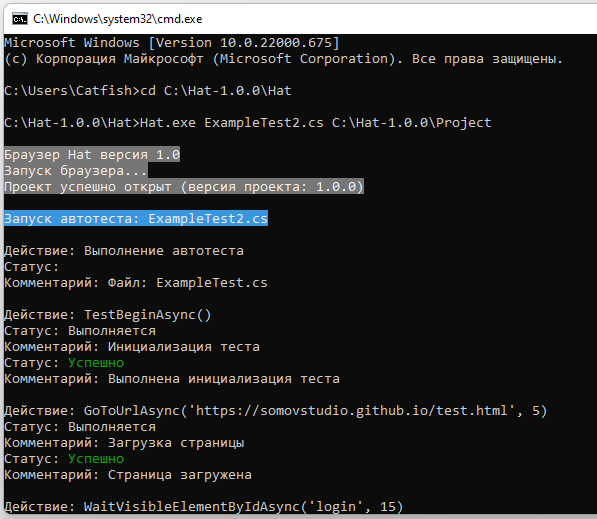 C:\Windows\system32\cmd.exe
Microsoft Windows [Version 10.0.22000.675]
(c) Корпорация Майкрософт (Microsoft Corporation). Все права защищены.
C:\Users\Catfish>cd C:\Hat-1.0.0\Hat
C:\Hat-1.0.0\Hat>Hat.exe ExampleTest2.cs C:\Hat-1.0.0\Project
Браузер Hat версия 1.0
Запуск браузера...
Проект успешно открыт (версия проекта: 1.0.0)
Запуск автотеста: ExampleTest2.cs
Действие: Выполнение автотеста
Статус:
Комментарий: Файл: ExampleTest.cs
Действие: TestBeginAsync()
Статус: Выполняется
Комментарий: Инициализация теста
Статус: Успешно
Комментарий: Выполнена инициализация теста
Действие: GoToUrlAsync('https://somovstudio.github.io/test.html', 5)
Статус: Выполняется
Комментарий: Загрузка страницы
Статус: Успешно
Комментарий: Страница загружена
Действие: WaitVisibleElementByIdAsync('login', 15)